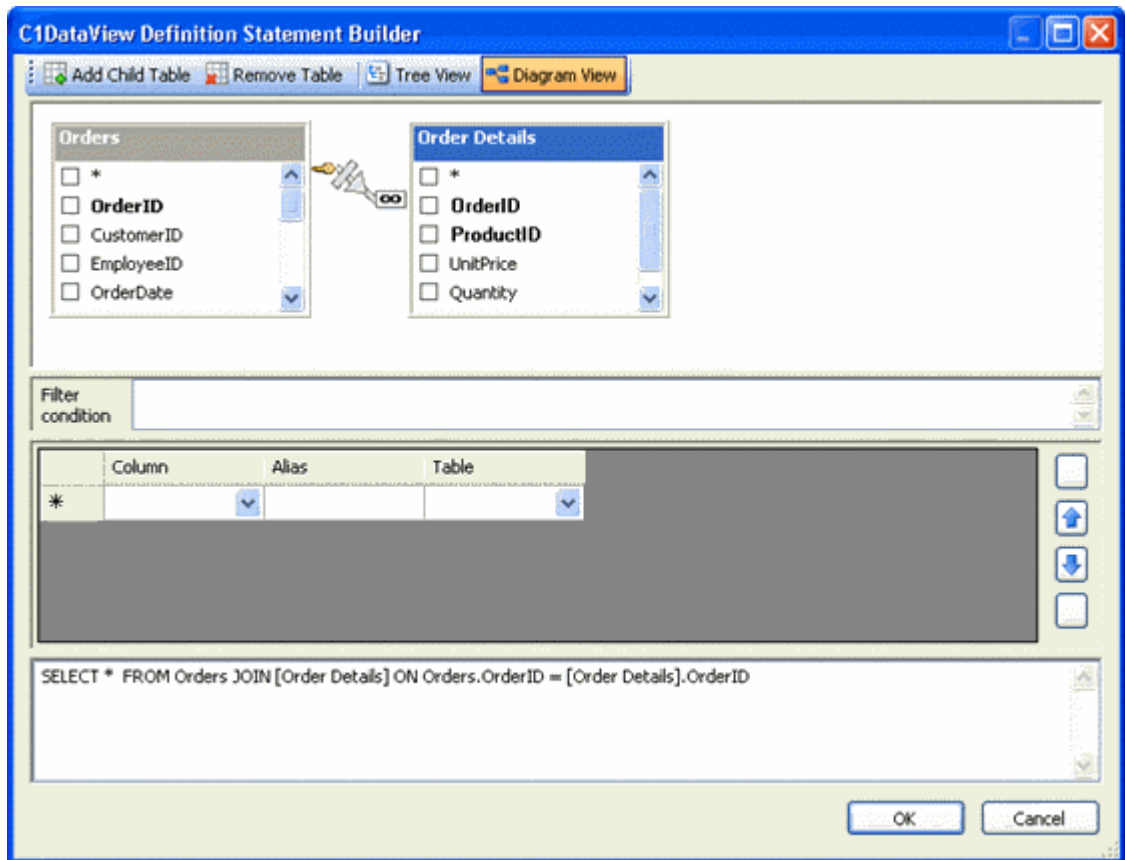 C1DataView Definition Statement Builder
Add Child Table Remove Table Tree View Diagram View
Orders
*
OrderID
CustomerID
EmployeeID
OrderDate
∞
Order Details
*
OrderID
ProductID
UnitPrice
Quantity
Filter
condition
Column Alias Table
*
SELECT * FROM Orders JOIN [Order Details] ON Orders.OrderID = [Order Details].OrderID
OK Cancel